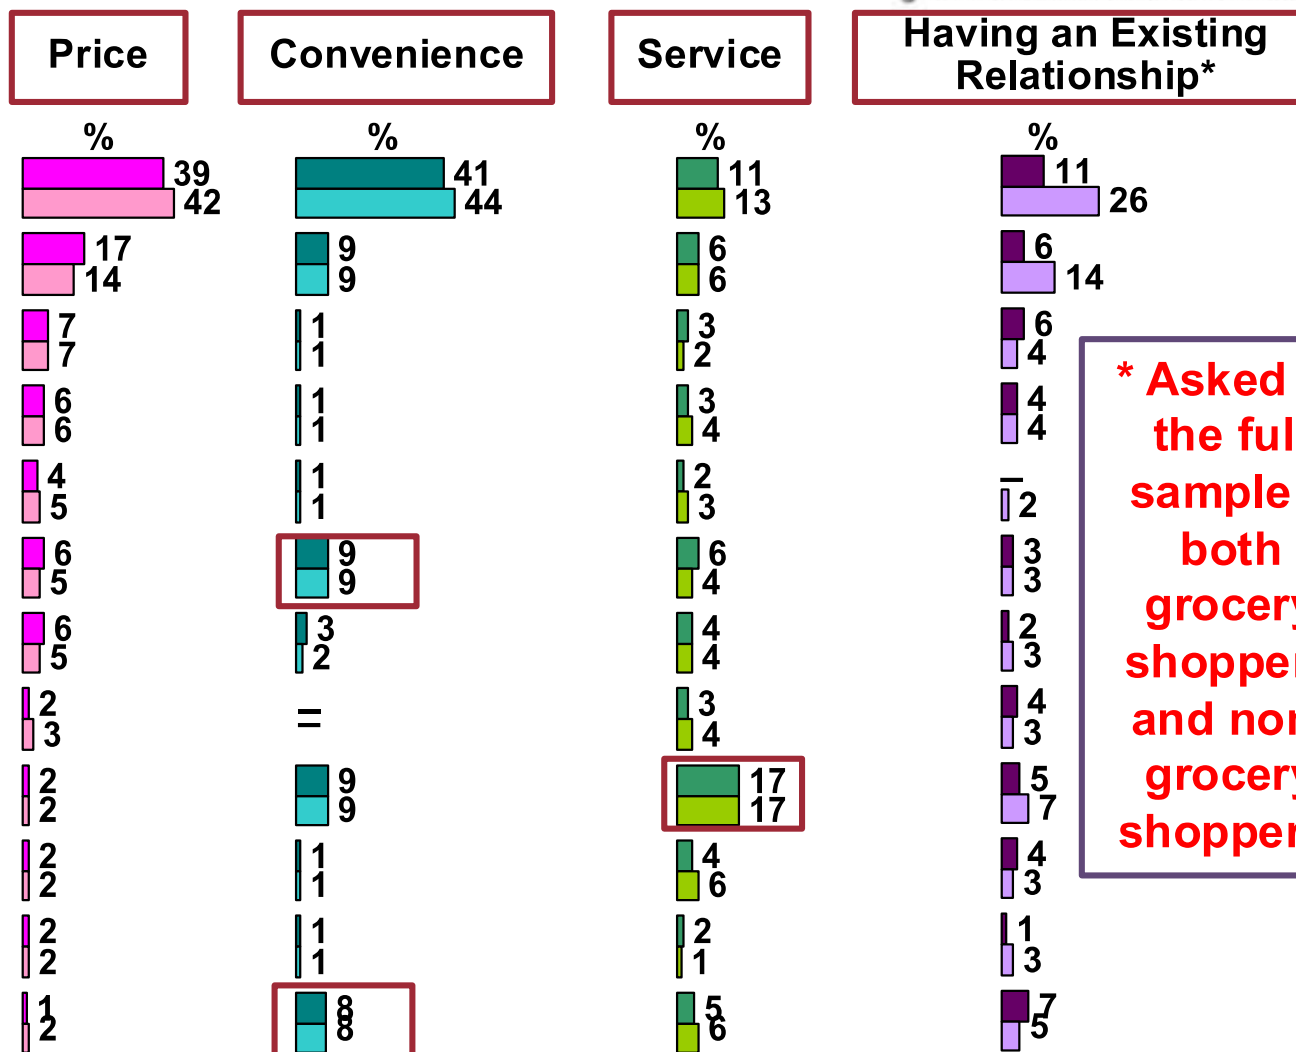 Price Convenience Service Having an Existing
Relationship*
% % % %
39 41 11 11
42 44 13 26
17 9 6 6
14 9 6 14
7 1 3 6
7 1 2 4
6 1 3 4
6 1 4 4
4 1 2 –
5 1 3 2
6 9 6 3
5 9 4 3
6 3 4 2
5 2 4 3
2 = 3 4
3 4 3
2 9 17 5
2 9 17 7
2 1 4 4
2 1 6 3
2 1 2 1
2 1 1 3
1 8 5 7
2 8 6 5
* Asked
the ful
sample
both
grocery
shopper
and nor
grocery
shopper